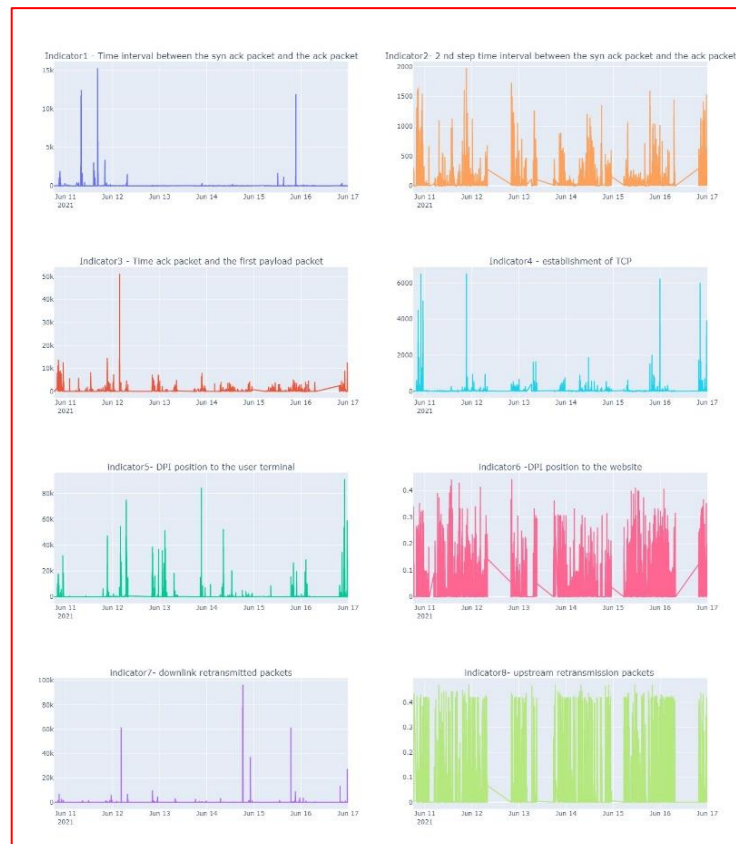 Indicator1 - Time interval between the syn ack packet and the ack packet
15k
10k
5k
0
Jun 11 Jun 12 Jun 13 Jun 14 Jun 15 Jun 16 Jun 17
2021
Indicator2- 2 nd step time interval between the syn ack packet and the ack packet
2000
1500
1000
500
0
Jun 11 Jun 12 Jun 13 Jun 14 Jun 15 Jun 16 Jun 17
2021
Indicator3 - Time ack packet and the first payload packet
50k
40k
30k
20k
10k
0
Jun 11 Jun 12 Jun 13 Jun 14 Jun 15 Jun 16 Jun 17
2021
Indicator4 - establishment of TCP
6000
4000
2000
0
Jun 11 Jun 12 Jun 13 Jun 14 Jun 15 Jun 16 Jun 17
2021
Indicator5- DPI position to the user terminal
80k
60k
40k
20k
0
Jun 11 Jun 12 Jun 13 Jun 14 Jun 15 Jun 16 Jun 17
2021
Indicator6 -DPI position to the website
0.4
0.3
0.2
0.1
0
Jun 11 Jun 12 Jun 13 Jun 14 Jun 15 Jun 16 Jun 17
2021
Indicator7- downlink retransmitted packets
100k
80k
60k
40k
20k
0
Jun 11 Jun 12 Jun 13 Jun 14 Jun 15 Jun 16 Jun 17
2021
Indicator8- upstream retransmission packets
0.4
0.3
0.2
0.1
0
Jun 11 Jun 12 Jun 13 Jun 14 Jun 15 Jun 16 Jun 17
2021